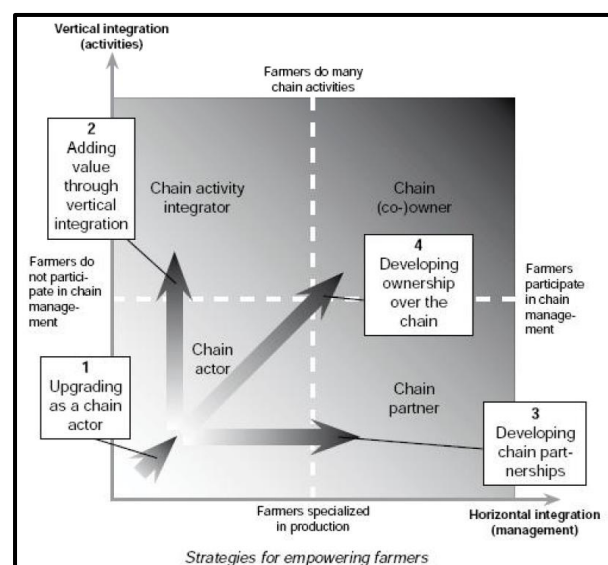 Vertical integration
(activities)
Farmers do many
chain activities
2
Adding
value
through
vertical
integration
Chain activity
integrator
Chain
(co-)owner
Farmers do
not partici-
pate in chain
management
4
Developing
ownership
over the
chain
Farmers
participate
in chain
manage-
ment
Chain
actor
1
Upgrading
as a chain
actor
Chain
partner
3
Developing
chain part-
nerships
Farmers specialized
in production
Horizontal integration
(management)
Strategies for empowering farmers